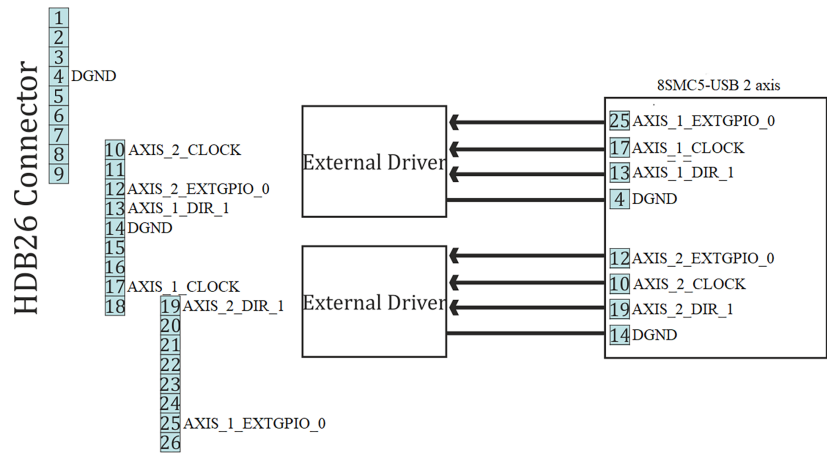 HDB26 Connector
1
2
3
4 DGND
5
6
7
8
9
10 AXIS_2_CLOCK
11
12 AXIS_2_EXTGPIO_0
13 AXIS_1_DIR_1
14 DGND
15
16
17 AXIS_1_CLOCK
18
19 AXIS_2_DIR_1
20
21
22
23
24
25 AXIS_1_EXTGPIO_0
26
External Driver
External Driver
8SMC5-USB 2 axis
25 AXIS_1_EXTGPIO_0
17 AXIS_1_CLOCK
13 AXIS_1_DIR_1
4 DGND
12 AXIS_2_EXTGPIO_0
10 AXIS_2_CLOCK
19 AXIS_2_DIR_1
14 DGND